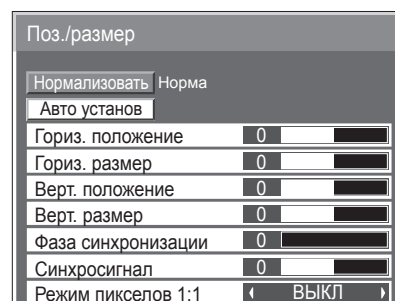 Поз./размер
Нормализовать Норма
Авто установ
Гориз. положение 0
Гориз. размер 0
Верт. положение 0
Верт. размер 0
Фаза синхронизации 0
Синхросигнал 0
Режим пикселов 1:1 ВЫКЛ